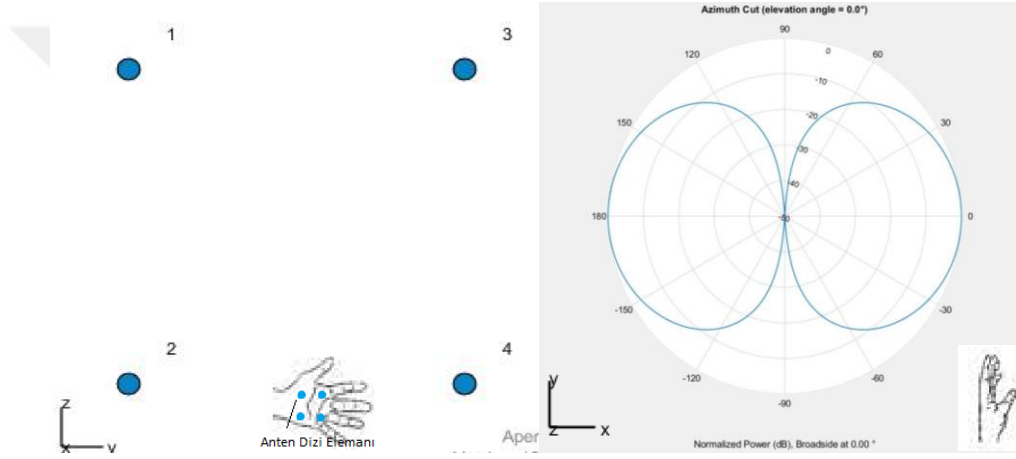 1
3
2
4
z
x
y
Anten Dizi Elemanı
Aper
Azimuth Cut (elevation angle = 0.0°)
90
120
60
150
30
180
0
-150
-30
-120
-60
-90
0
-10
-20
-30
-40
-50
y
z
x
Normalized Power (dB), Broadside at 0.00 °